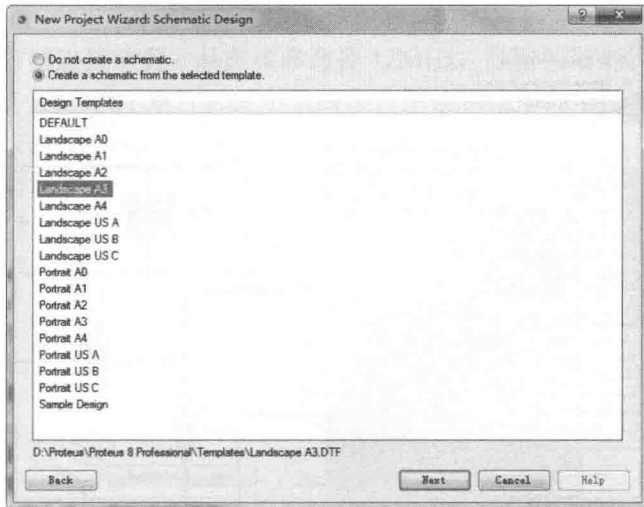 New Project Wizard: Schematic Design
Do not create a schematic.
Create a schematic from the selected template.
Design Templates
DEFAULT
Landscape A0
Landscape A1
Landscape A2
Landscape A3
Landscape A4
Landscape US A
Landscape US B
Landscape US C
Portrait A0
Portrait A1
Portrait A2
Portrait A3
Portrait A4
Portrait US A
Portrait US B
Portrait US C
Sample Design
D:\Proteus\Proteus 8 Professional\Templates\Landscape A3.DTF
Back
Next
Cancel
Help